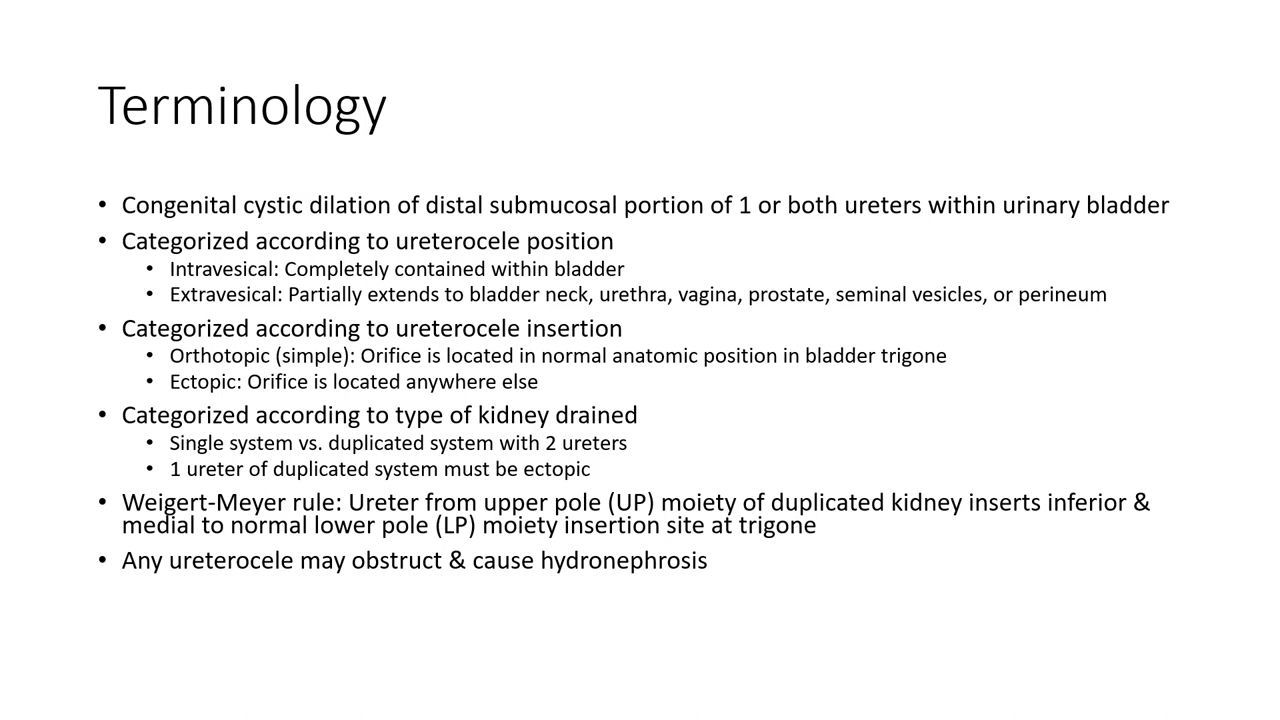 Terminology
• Congenital cystic dilation of distal submucosal portion of 1 or both ureters within urinary bladder
• Categorized according to ureterocele position
• Intravesical: Completely contained within bladder
• Extravesical: Partially extends to bladder neck, urethra, vagina, prostate, seminal vesicles, or perineum
• Categorized according to ureterocele insertion
• Orthotopic (simple): Orifice is located in normal anatomic position in bladder trigone
• Ectopic: Orifice is located anywhere else
• Categorized according to type of kidney drained
• Single system vs. duplicated system with 2 ureters
• 1 ureter of duplicated system must be ectopic
• Weigert-Meyer rule: Ureter from upper pole (UP) moiety of duplicated kidney inserts inferior &
medial to normal lower pole (LP) moiety insertion site at trigone
• Any ureterocele may obstruct & cause hydronephrosis